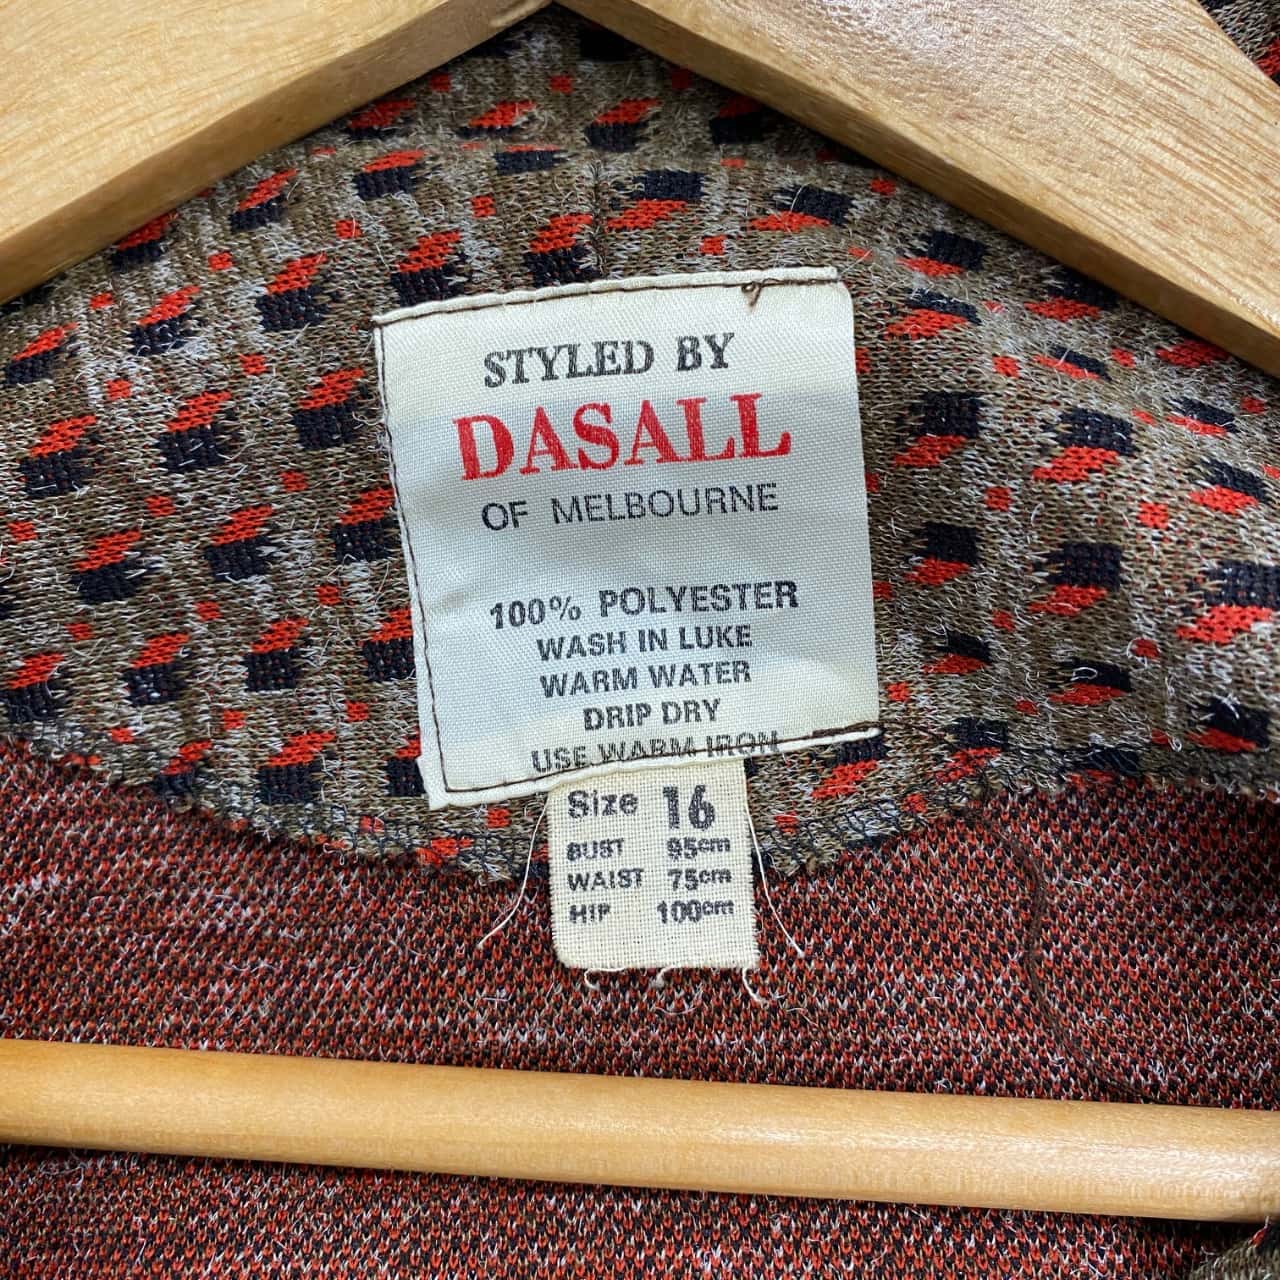 STYLED BY
DASALL
OF MELBOURNE
100% POLYESTER
WASH IN LUKE
WARM WATER
DRIP DRY
USE WARM IRON
Size 16
BUST 95cm
WAIST 75cm
HIP 100cm